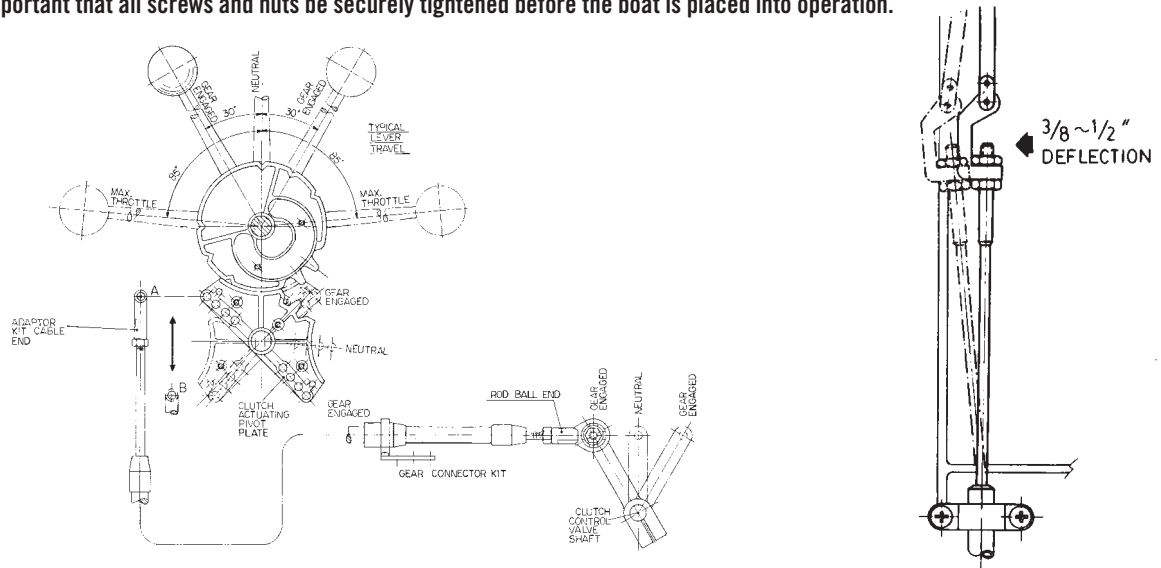 portant that all screws and nuts be securely tightened before the boat is placed into operation.
NEUTRAL
GEAR
ENGAGED
GEAR
ENGAGED
30°
30°
TYPICAL
LEVER
TRAVEL
85°
85°
MAX.
THROTTLE
MAX.
THROTTLE
GEAR
ENGAGED
A
ADAPTOR
KIT CABLE
END
NEUTRAL
B
CLUTCH
ACTUATING
PIVOT
PLATE
GEAR
ENGAGED
ROD BALL END
GEAR
ENGAGED
NEUTRAL
GEAR
ENGAGED
GEAR CONNECTOR KIT
CLUTCH
CONTROL
VALVE
SHAFT
3/8~1/2"
DEFLECTION